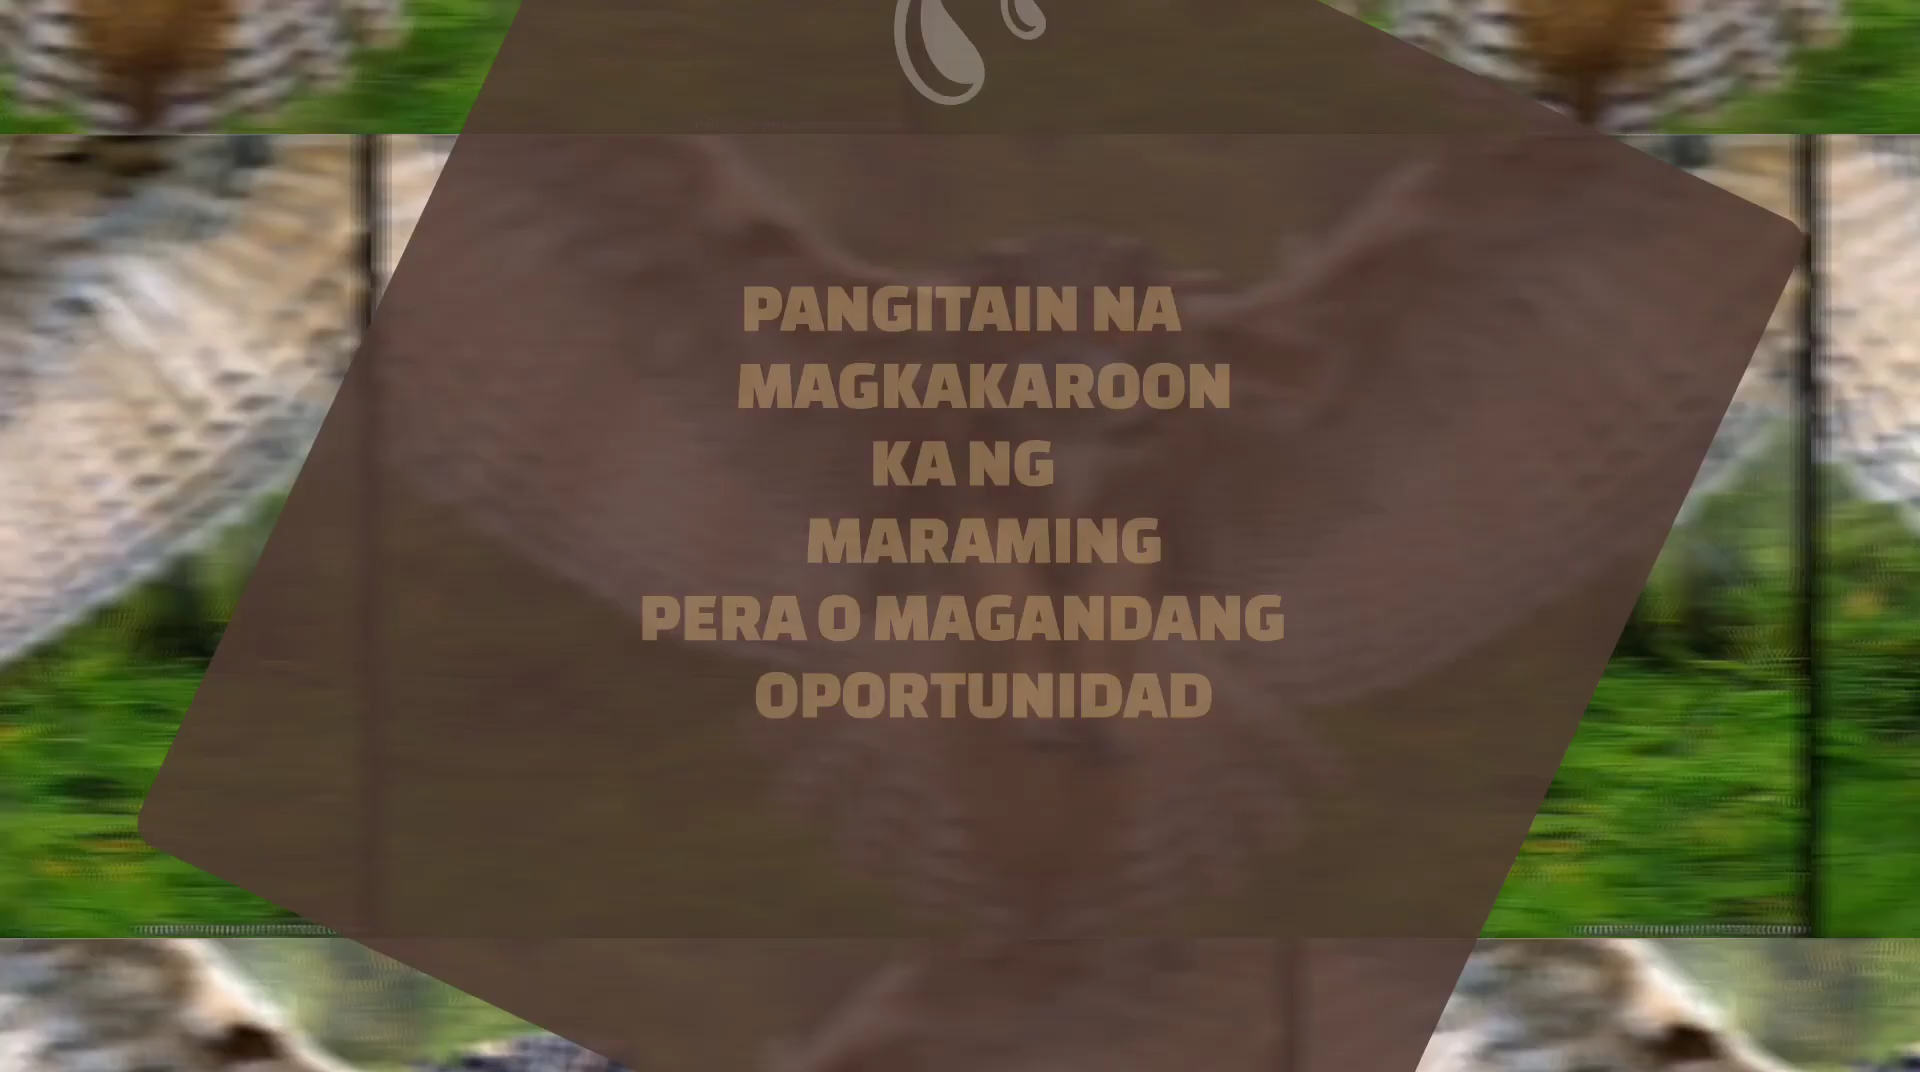 PANGITAIN NA
MAGKAKAROON
KA NG
MARAMING
PERA O MAGANDANG
OPORTUNIDAD